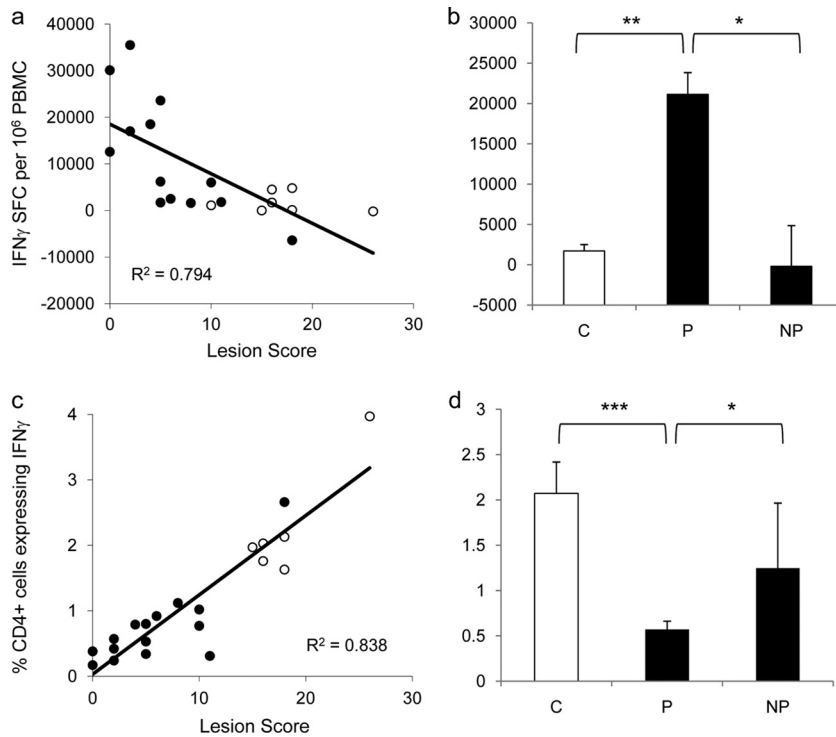 a
IFNγ SFC per 10⁶ PBMC
40000
30000
20000
10000
0
-10000
-20000
R² = 0.794
0 10 20 30
Lesion Score
b
30000
25000
20000
15000
10000
5000
0
-5000
** *
C P NP
c
% CD4+ cells expressing IFNγ
4
3
2
1
0
R² = 0.838
0 10 20 30
Lesion Score
d
3
2.5
2
1.5
1
0.5
0
*** *
C P NP